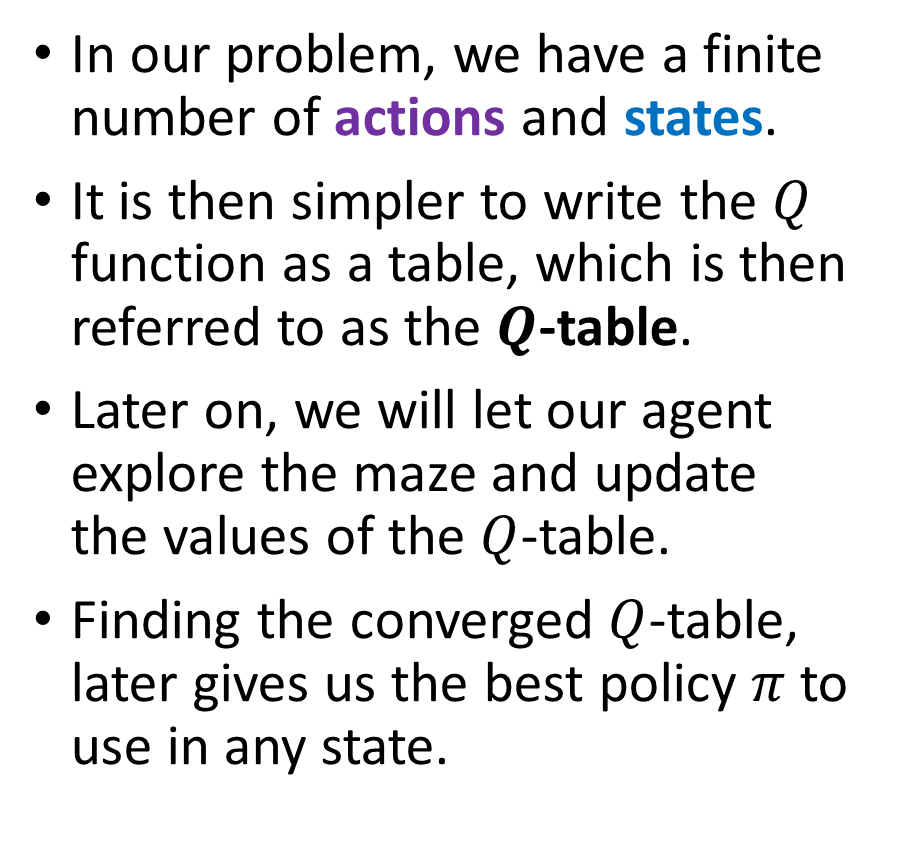 • In our problem, we have a finite
number of actions and states.
• It is then simpler to write the Q
function as a table, which is then
referred to as the Q-table.
• Later on, we will let our agent
explore the maze and update
the values of the Q-table.
• Finding the converged Q-table,
later gives us the best policy π to
use in any state.